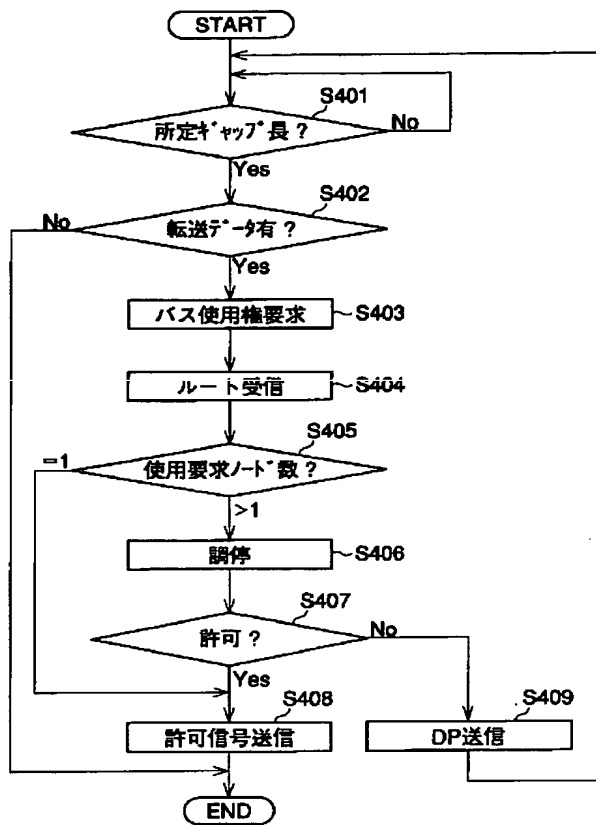 START
S401
所定ギャップ長？
No
Yes
S402
No
転送データ有？
Yes
バス使用権要求
S403
ルート受信
S404
S405
=1
使用要求ノード数？
>1
調停
S406
S407
許可？
No
Yes
S408
S409
許可信号送信
DP送信
END